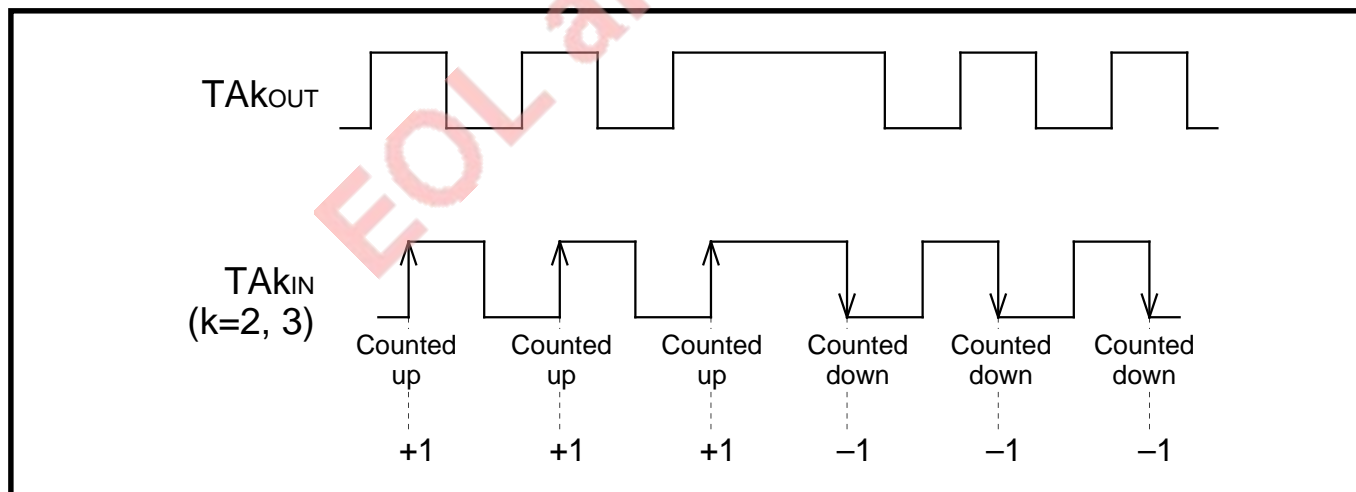 EOL a
TAkOUT
TAkIN
(k=2, 3)
Counted up
Counted up
Counted up
Counted down
Counted down
Counted down
+1
+1
+1
–1
–1
–1